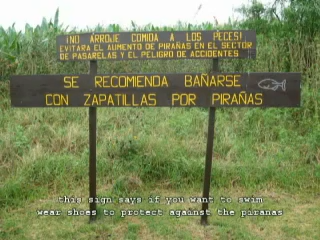 ¡NO ARROJE COMIDA A LOS PECES!
EVITARA EL AUMENTO DE PIRAÑAS EN EL SECTOR
DE PASARELAS Y EL PELIGRO DE ACCIDENTES
SE RECOMIENDA BAÑARSE
CON ZAPATILLAS POR PIRAÑAS
this sign says if you want to swim
wear shoes to protect against the piranas